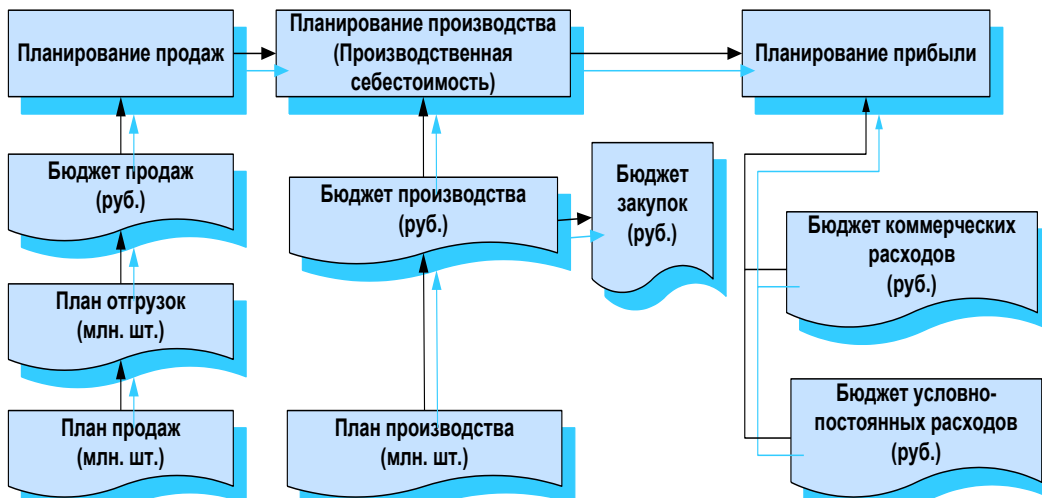 Планирование продаж
Планирование производства
(Производственная
себестоимость)
Планирование прибыли
Бюджет продаж
(руб.)
Бюджет производства
(руб.)
Бюджет
закупок
(руб.)
Бюджет коммерческих
расходов
(руб.)
План отгрузок
(млн. шт.)
План продаж
(млн. шт.)
План производства
(млн. шт.)
Бюджет условно-
постоянных расходов
(руб.)